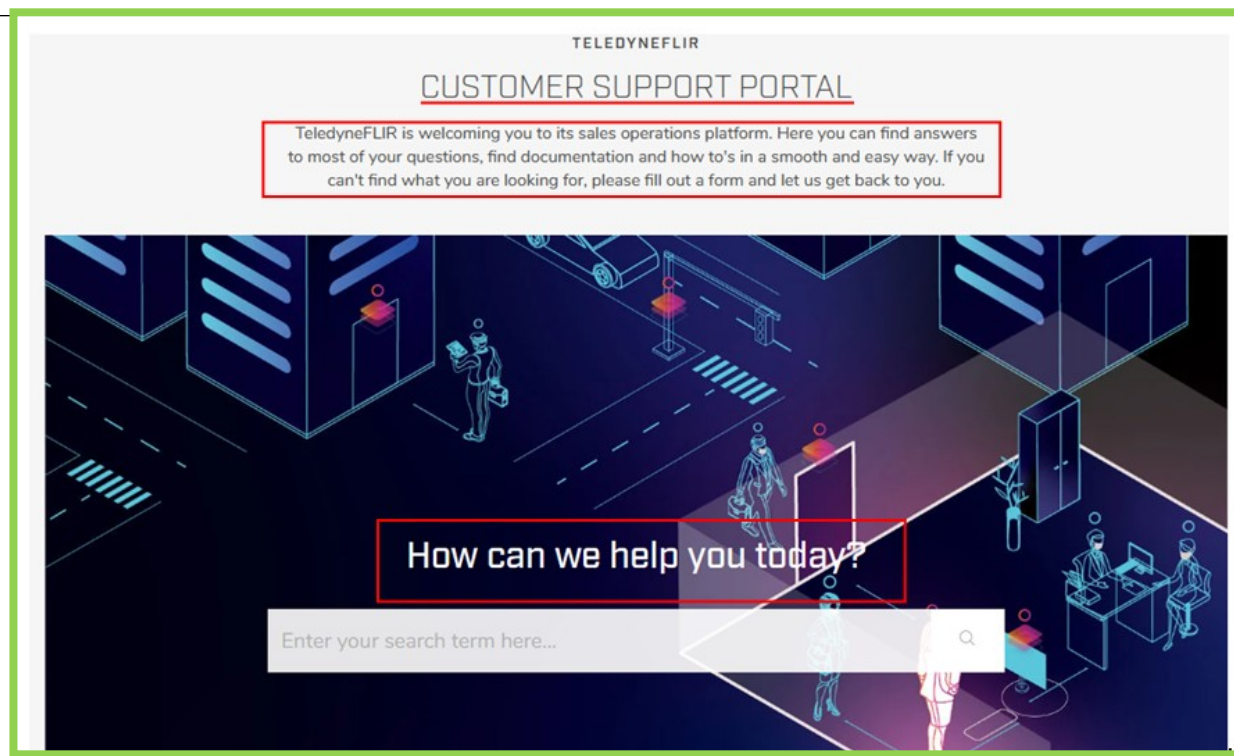 TELEDYNEFLIR
CUSTOMER SUPPORT PORTAL
TeledyneFLIR is welcoming you to its sales operations platform. Here you can find answers
to most of your questions, find documentation and how to's in a smooth and easy way. If you
can't find what you are looking for, please fill out a form and let us get back to you.
How can we help you today?
Enter your search term here...